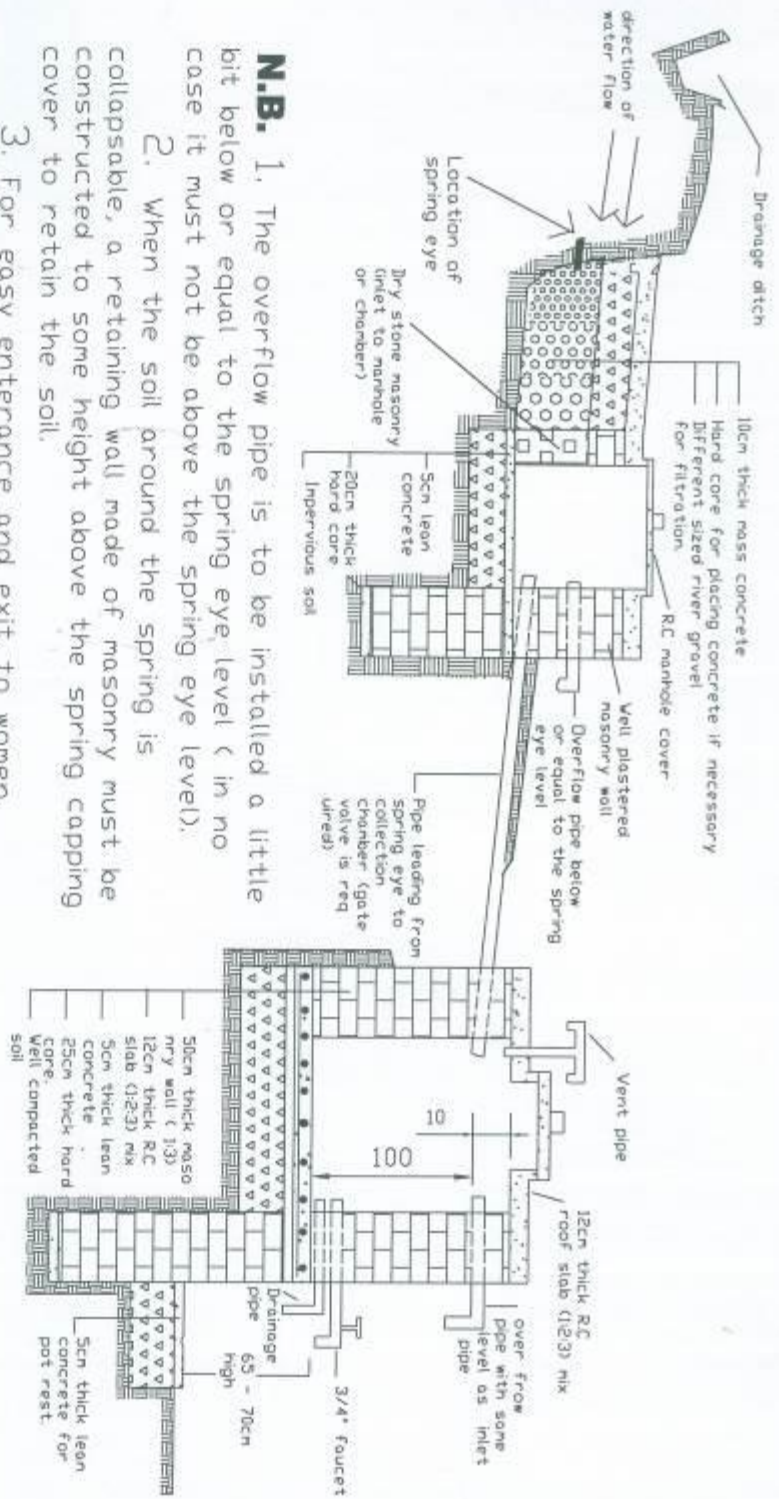 Drainage ditch
direction of
water flow
Location of
spring eye
10cm thick mass concrete
Hard core for placing concrete if necessary
Different sized river gravel
for filtration
R.C manhole cover
Well plastered
masonry wall
Overflow pipe below
or equal to the spring
eye level
Dry stone masonry
(inlet to manhole
or chamber)
5cm lean
concrete
20cm thick
hard core
Impervious soil
Pipe leading from
spring eye to
collection
chamber (gate
valve is req
uired)
Vent pipe
12cm thick R.C
roof slab (1:2:3) mix
10
100
over frow
pipe with same
level as inlet
pipe
3/4" faucet
65 - 70cm
high
Drainage
pipe
50cm thick maso
nry wall ( 1:3)
12cm thick R.C
slab (1:2:3) mix
5cm thick lean
concrete .
25cm thick hard
core.
Well compacted
soil
5cm thick lean
concrete for
pot rest.
N.B. 1. The overflow pipe is to be installed a little
bit below or equal to the spring eye level ( in no
case it must not be above the spring eye level).
2. When the soil around the spring is
collapsable, a retaining wall made of masonry must be
constructed to some height above the spring capping
cover to retain the soil.
3. For easy enterance and exit to women